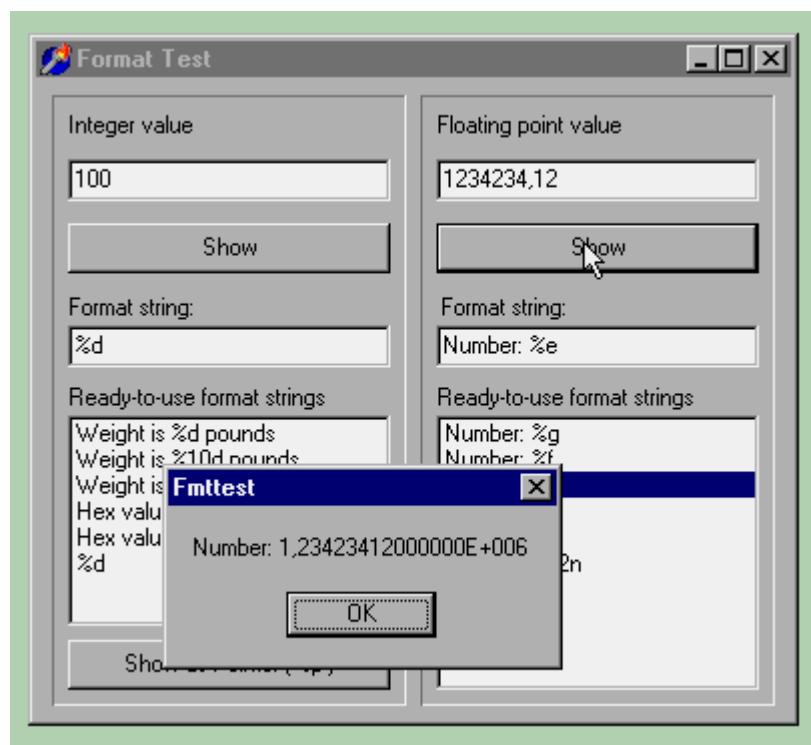 Format Test
Integer value
100
Show
Format string:
%d
Ready-to-use format strings
Weight is %d pounds
Weight is %10d pounds
Weight is
Hex valu
Hex valu
%d
Floating point value
1234234,12
Show
Format string:
Number: %e
Ready-to-use format strings
Number: %g
Number: %f
2n
Fmttest
Number: 1,23423412000000E+006
OK